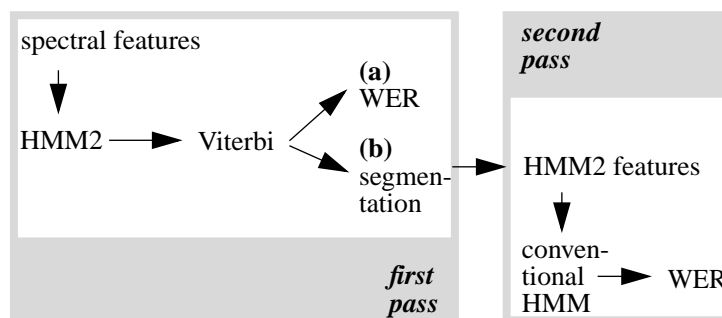 spectral features
HMM2
Viterbi
(a)
WER
(b)
segmen-
tation
first
pass
second
pass
HMM2 features
conven-
tional
HMM
WER